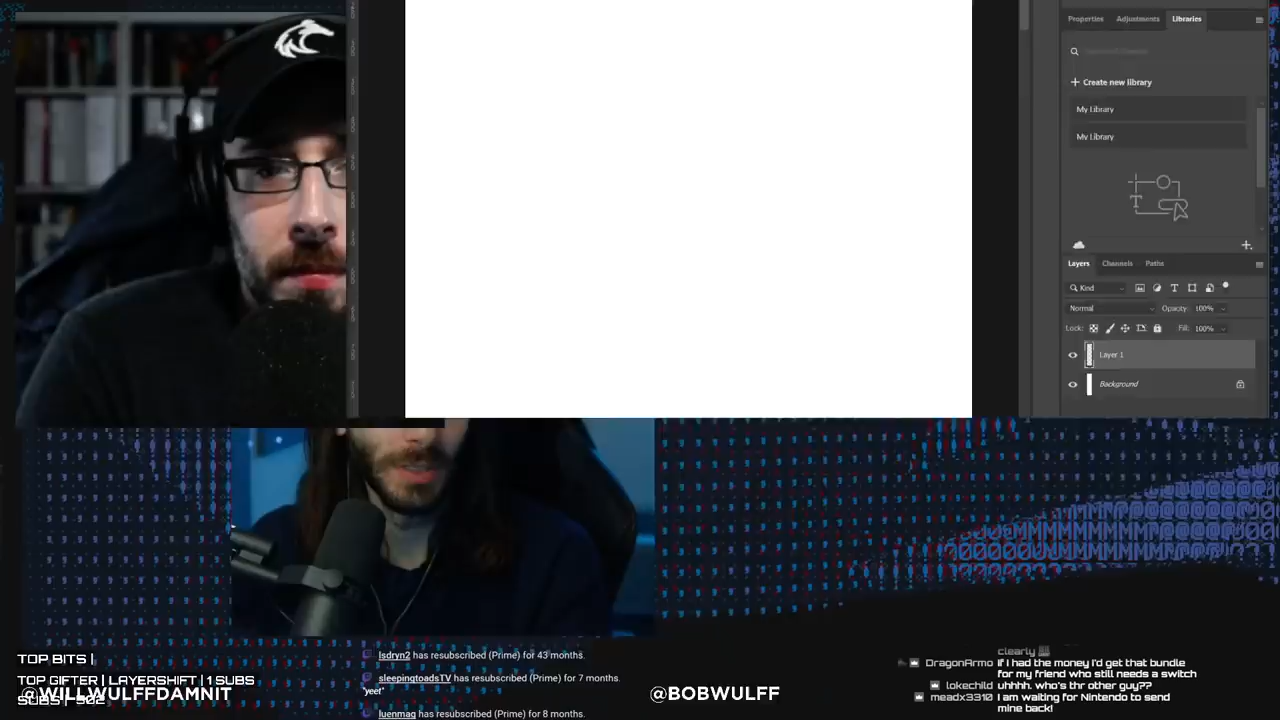 Properties Adjustments Libraries
+ Create new library
My Library
My Library
Layers Channels Paths
Kind
Normal Opacity: 100%
Lock: Fill: 100%
Layer 1
Background
TOP BITS |
TOP GIFTER | LAYERSHIFT | 1 SUBS
@WILLWULFFDAMNIT
lsdryn2 has resubscribed (Prime) for 43 months.
sleepingtoadsTV has resubscribed (Prime) for 7 months.
"yeet"
luenmag has resubscribed (Prime) for 8 months.
@BOBWULFF
clearly
DragonArmo if I had the money I'd get that bundle
for my friend who still needs a switch
lokechild uhhhh. who's thr other guy??
meadx3310 I am waiting for Nintendo to send
mine back!